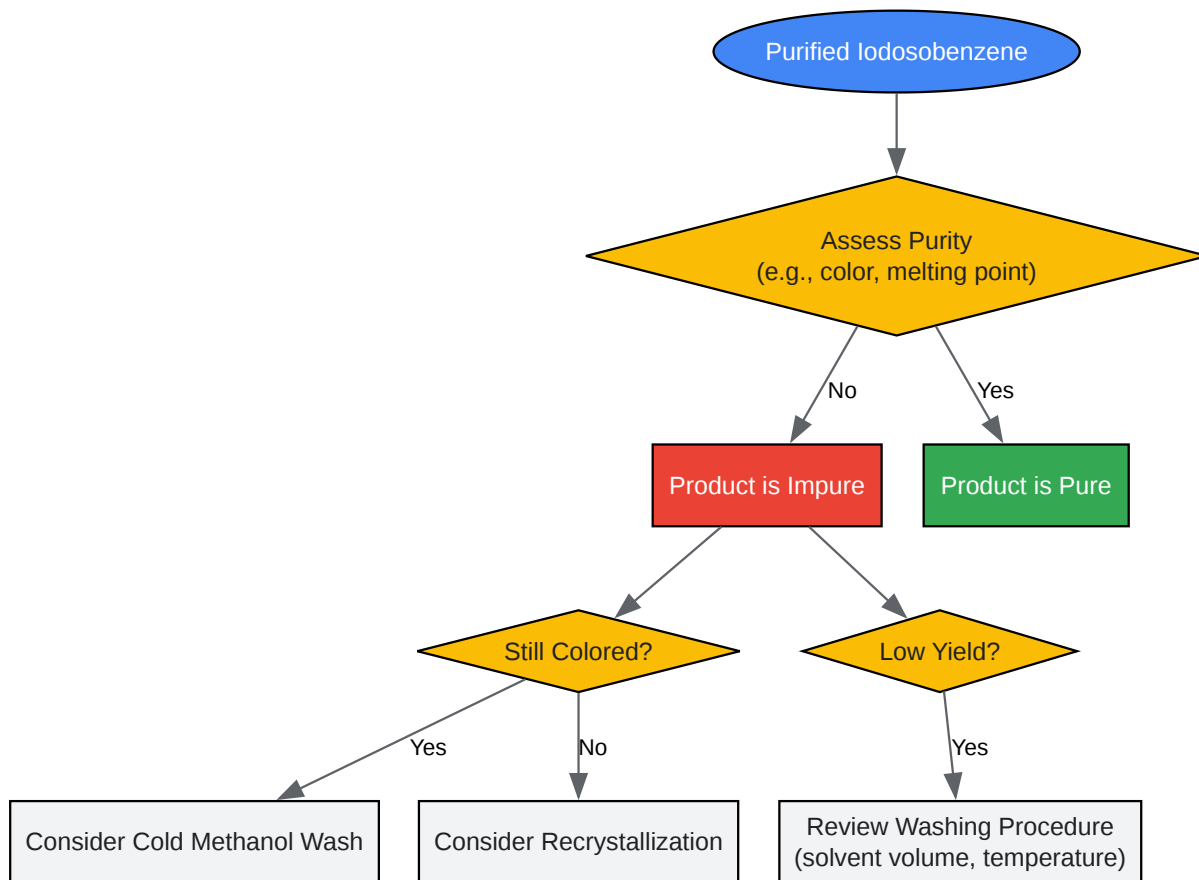 Purified Iodosobenzene
Assess Purity
(e.g., color, melting point)
No
Yes
Product is Impure
Product is Pure
Still Colored?
Low Yield?
Yes
No
Yes
Consider Cold Methanol Wash
Consider Recrystallization
Review Washing Procedure
(solvent volume, temperature)